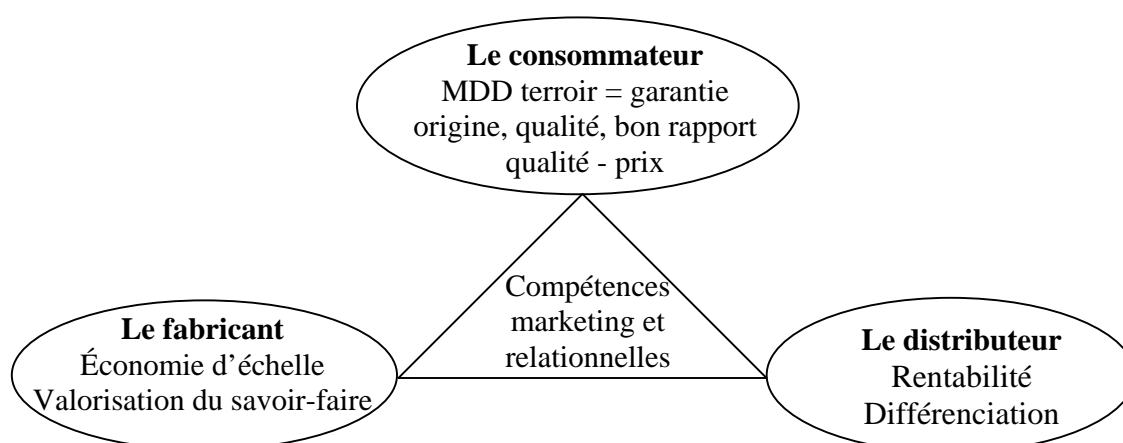 Le consommateur
MDD terroir = garantie
origine, qualité, bon rapport
qualité - prix
Compétences
marketing et
relationnelles
Le fabricant
Économie d’échelle
Valorisation du savoir-faire
Le distributeur
Rentabilité
Différenciation